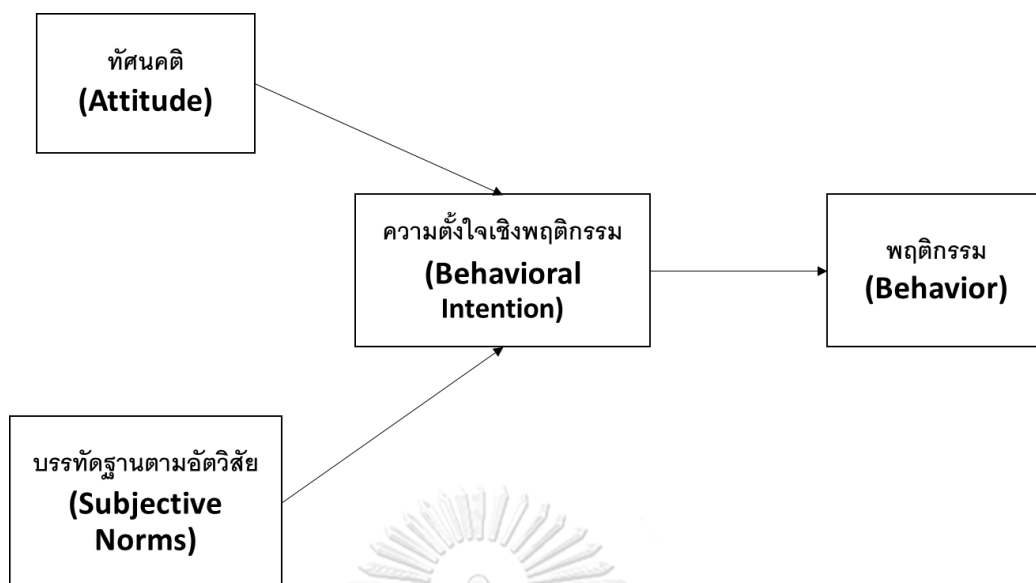 ทัศนคติ
(Attitude)
ความตั้งใจเชิงพฤติกรรม
(Behavioral
Intention)
พฤติกรรม
(Behavior)
บรรทัดฐานตามอัตวิสัย
(Subjective
Norms)